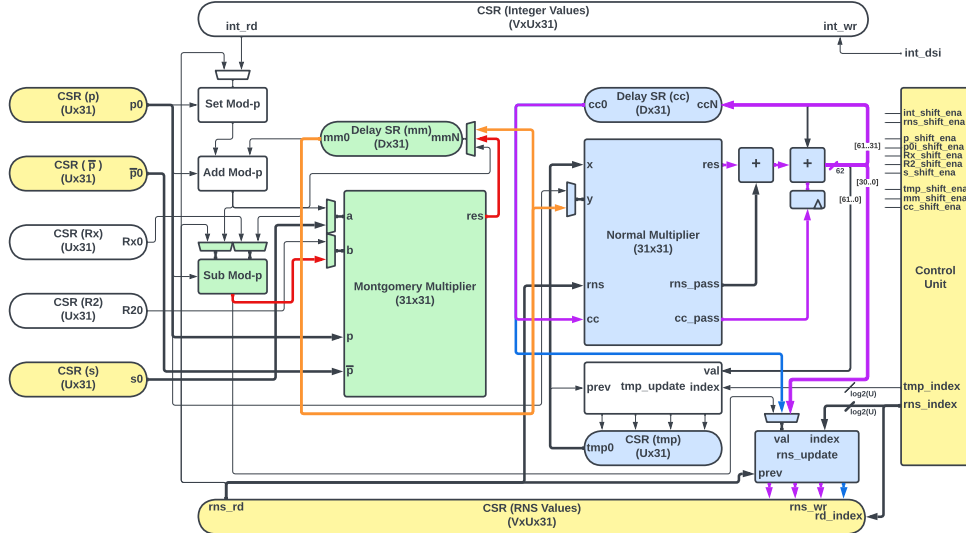 CSR (Integer Values)
(VxUx31)
int_rd
int_wr
int_dsi
CSR (p)
(Ux31)
p0
Set Mod-p
CSR ( p̅ )
(Ux31)
p̅0
Add Mod-p
CSR (Rx)
(Ux31)
Rx0
Sub Mod-p
CSR (R2)
(Ux31)
R20
CSR (s)
(Ux31)
s0
mm0
Delay SR (mm)
(Dx31)
mmN
a
b
res
Montgomery Multiplier
(31x31)
p
p̅
cc0
Delay SR (cc)
(Dx31)
ccN
x
y
res
Normal Multiplier
(31x31)
rns
rns_pass
cc
cc_pass
+
+
62
[61..31]
[30..0]
[61..0]
val
prev
tmp_update
index
tmp0
CSR (tmp)
(Ux31)
val
index
rns_update
prev
log2(U)
log2(U)
int_shift_ena
rns_shift_ena
p_shift_ena
p0i_shift_ena
Rx_shift_ena
R2_shift_ena
s_shift_ena
tmp_shift_ena
mm_shift_ena
cc_shift_ena
Control
Unit
tmp_index
rns_index
rns_rd
CSR (RNS Values)
(VxUx31)
rns_wr
rd_index